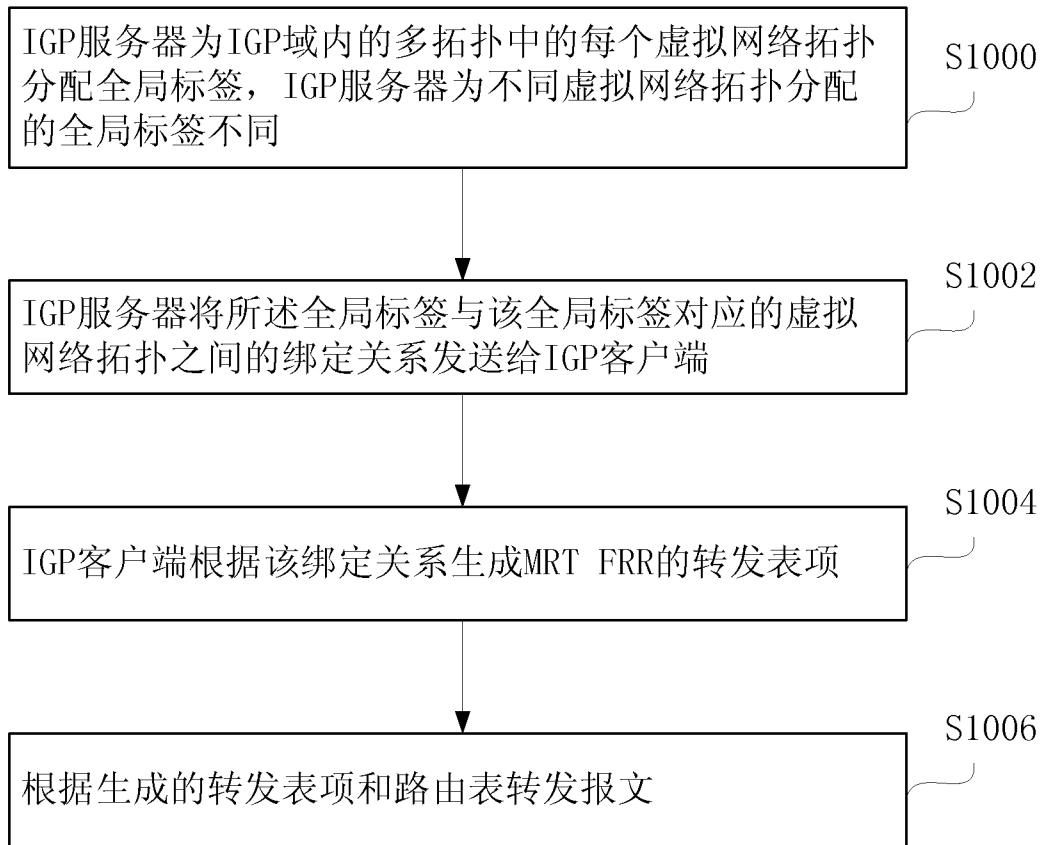 IGP服务器为IGP域内的多拓扑中的每个虚拟网络拓扑
分配全局标签，IGP服务器为不同虚拟网络拓扑分配
的全局标签不同
S1000
IGP服务器将所述全局标签与该全局标签对应的虚拟
网络拓扑之间的绑定关系发送给IGP客户端
S1002
IGP客户端根据该绑定关系生成MRT FRR的转发表项
S1004
根据生成的转发表项和路由表转发报文
S1006